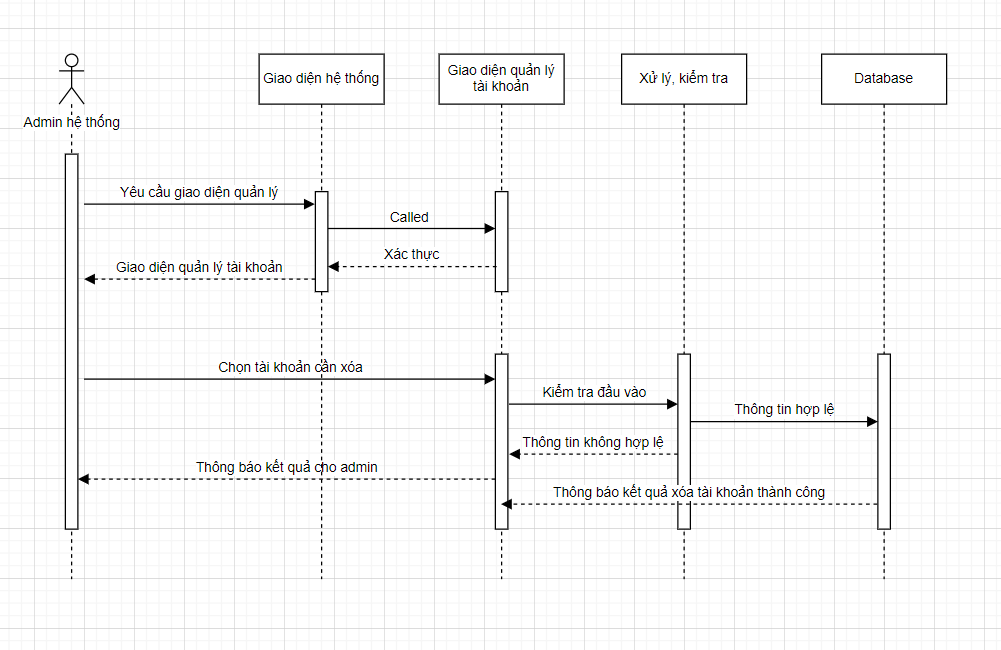 Giao diện hệ thống
Giao diện quản lý
tài khoản
Xử lý, kiểm tra
Database
Admin hệ thống
Yêu cầu giao diện quản lý
Called
Xác thực
Giao diện quản lý tài khoản
Chọn tài khoản cần xóa
Kiểm tra đầu vào
Thông tin hợp lệ
Thông tin không hợp lệ
Thông báo kết quả cho admin
Thông báo kết quả xóa tài khoản thành công